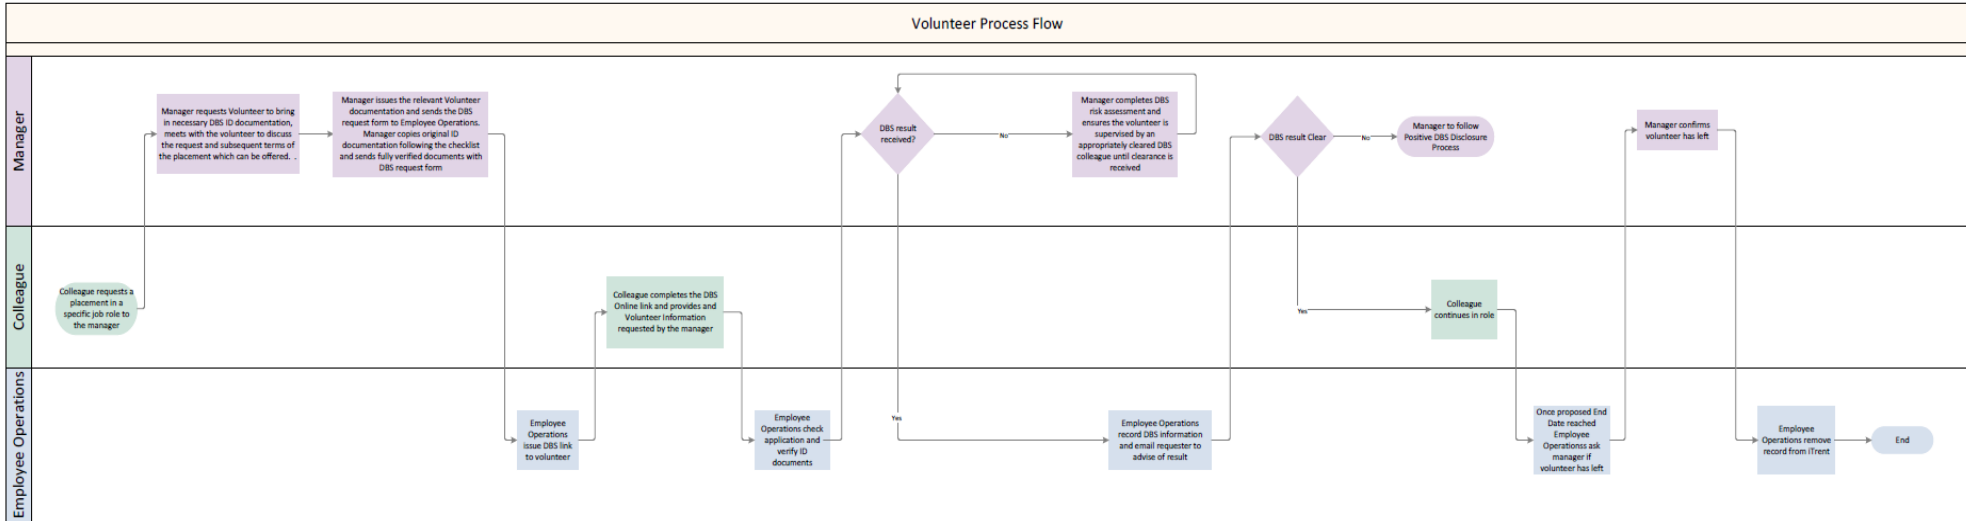 Volunteer Process Flow
Manager
Manager requests Volunteer to bring
in necessary DBS ID documentation,
meets with the volunteer to discuss
the request and subsequent terms of
the placement which can be offered. .
Manager issues the relevant Volunteer
documentation and sends the DBS
request form to Employee Operations.
Manager copies original ID
documentation following the checklist
and sends fully verified documents with
DBS request form
DBS result
received?
No
Manager completes DBS
risk assessment and
ensures the volunteer is
supervised by an
appropriately cleared DBS
colleague until clearance is
received
DBS result Clear
No
Manager to follow
Positive DBS Disclosure
Process
Manager confirms
volunteer has left
Colleague
Colleague requests a
placement in a
specific job role to
the manager
Colleague completes the DBS
Online link and provides and
Volunteer Information
requested by the manager
Yes
Colleague
continues in role
Employee Operations
Employee
Operations
issue DBS link
to volunteer
Employee
Operations check
application and
verify ID
documents
Yes
Employee Operations
record DBS information
and email requester to
advise of result
Once proposed End
Date reached
Employee
Operationss ask
manager if
volunteer has left
Employee
Operations remove
record from iTrent
End